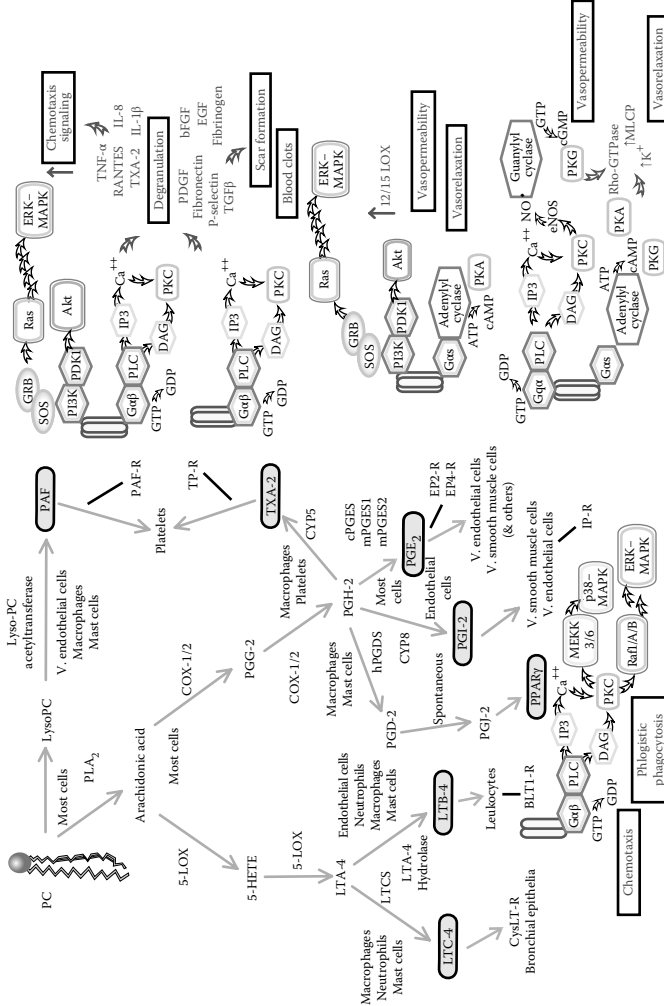 PC
Most cells
PLA2
LysoPC
Lyso-PC
acetyltransferase
V. endothelial cells
Macrophages
Mast cells
PAF
PAF-R
Platelets
TP-R
TXA-2
Arachidonic acid
5-LOX
5-HETE
5-LOX
LTA-4
Macrophages
Neutrophils
Mast cells
LTCS
LTC-4
CysLT-R
Bronchial epithelia
LTA-4
Hydrolase
Endothelial cells
Neutrophils
Macrophages
Mast cells
LTB-4
Leukocytes
BLT1-R
Most cells
COX-1/2
PGG-2
COX-1/2
Macrophages
Mast cells
PGH-2
Macrophages
Platelets
CYP5
hPGDS
PGD-2
Spontaneous
PGJ-2
PPARγ
CYP8
Endothelial
cells
PGI-2
V. smooth muscle cells
V. endothelial cells
IP-R
Most
cells
cPGES
mPGES1
mPGES2
PGE2
EP2-R
EP4-R
V. endothelial cells
V. smooth muscle cells
(& others)
GRB
SOS
Ras
ERK–
MAPK
Chemotaxis
signaling
PI3K
PDK1
Akt
Gαβ
PLC
GTP
GDP
IP3
Ca++
DAG
PKC
TNF-α
IL-8
RANTES
IL-1β
TXA-2
Degranulation
Gαβ
PLC
GTP
GDP
IP3
Ca++
DAG
PKC
PDGF
bFGF
Fibronectin
EGF
P-selectin
Fibrinogen
TGFβ
Scar formation
Blood clots
GRB
SOS
Ras
ERK–
MAPK
12/15 LOX
PI3K
PDK1
Akt
Gαs
Adenylyl
cyclase
ATP
cAMP
PKA
Vasopermeability
Vasorelaxation
GTP
GDP
Gqα
PLC
IP3
Ca++
DAG
PKC
eNOS
NO
Guanylyl
cyclase
GTP
cGMP
PKG
Vasopermeability
Gαs
Adenylyl
cyclase
ATP
cAMP
PKA
PKG
Rho-GTPase
↑K+
↑MLCP
Vasorelaxation
Gαβ
PLC
GTP
GDP
IP3
Ca++
DAG
PKC
MEKK
3/6
p38–
MAPK
Raf1/A/B
ERK–
MAPK
Chemotaxis
Phlogistic
phagocytosis